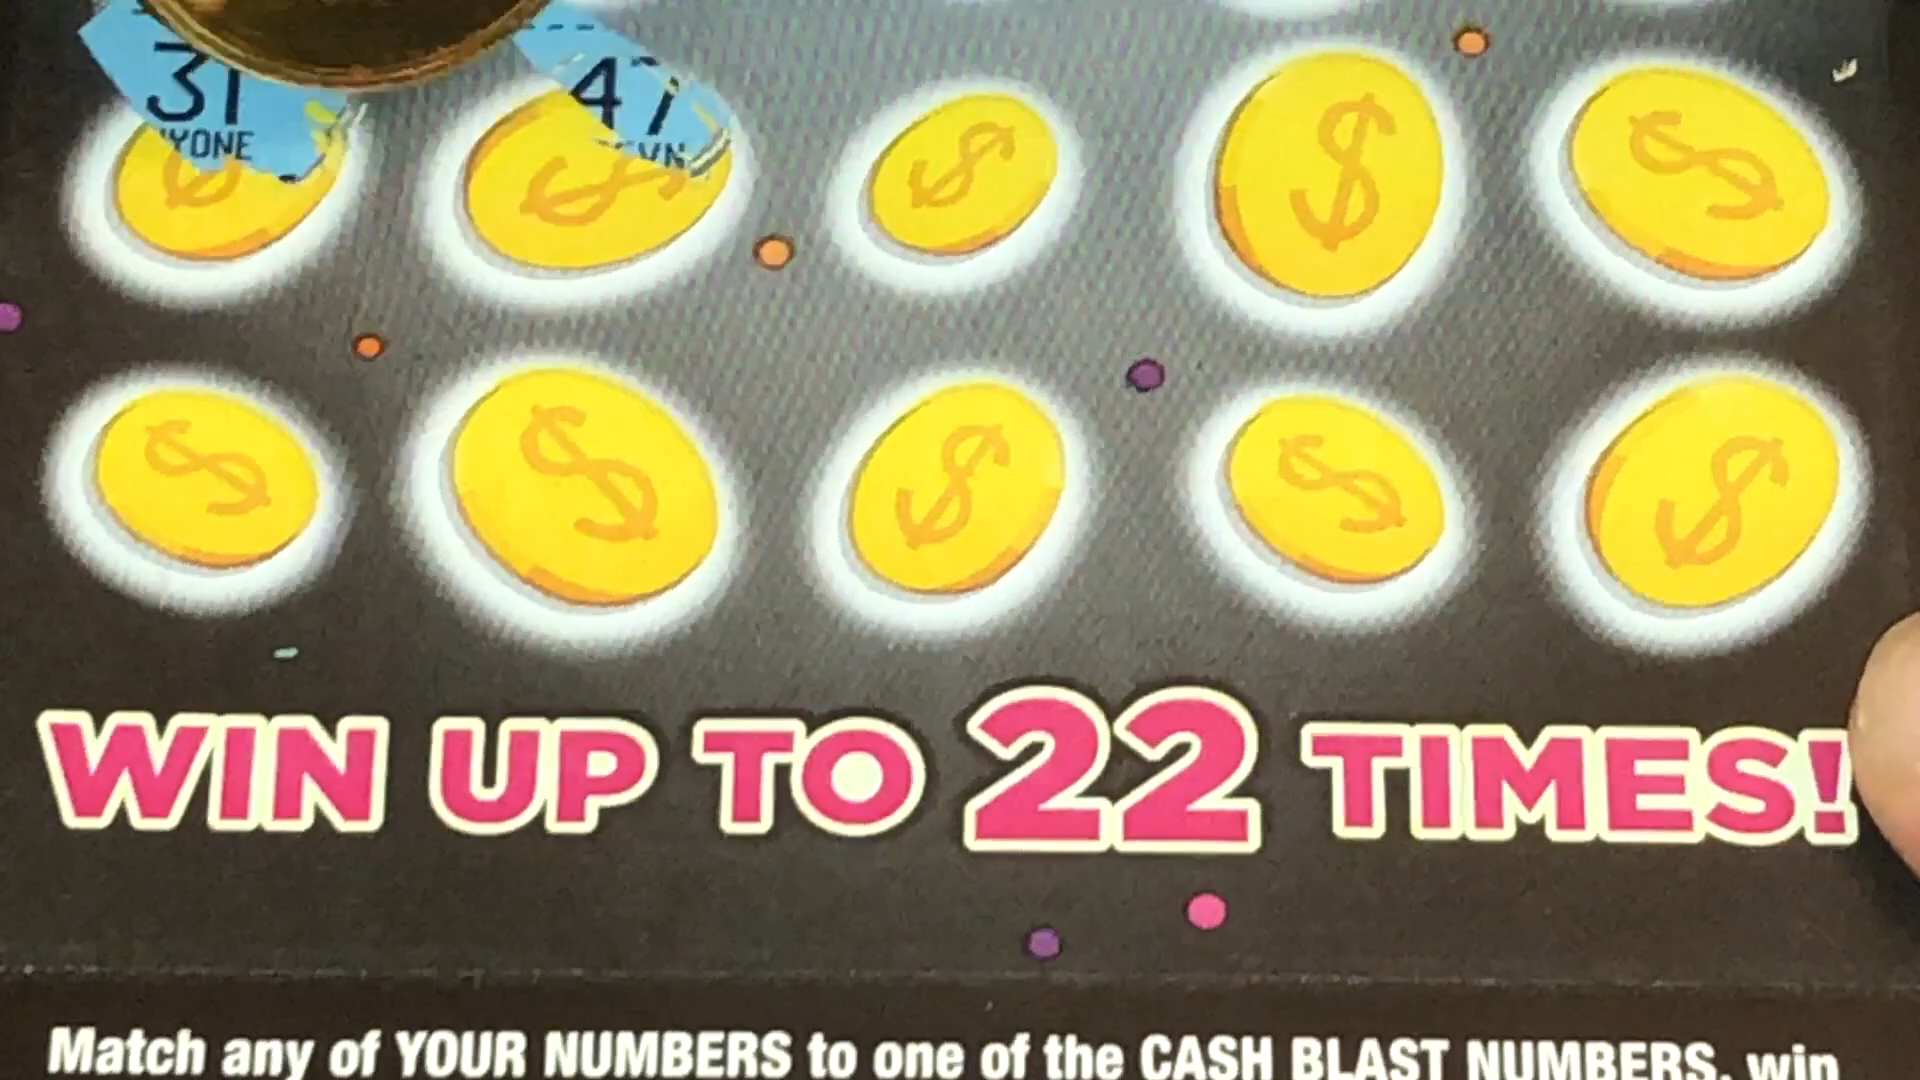 31 47
WIN UP TO 22 TIMES!
Match any of YOUR NUMBERS to one of the CASH BLAST NUMBERS, win